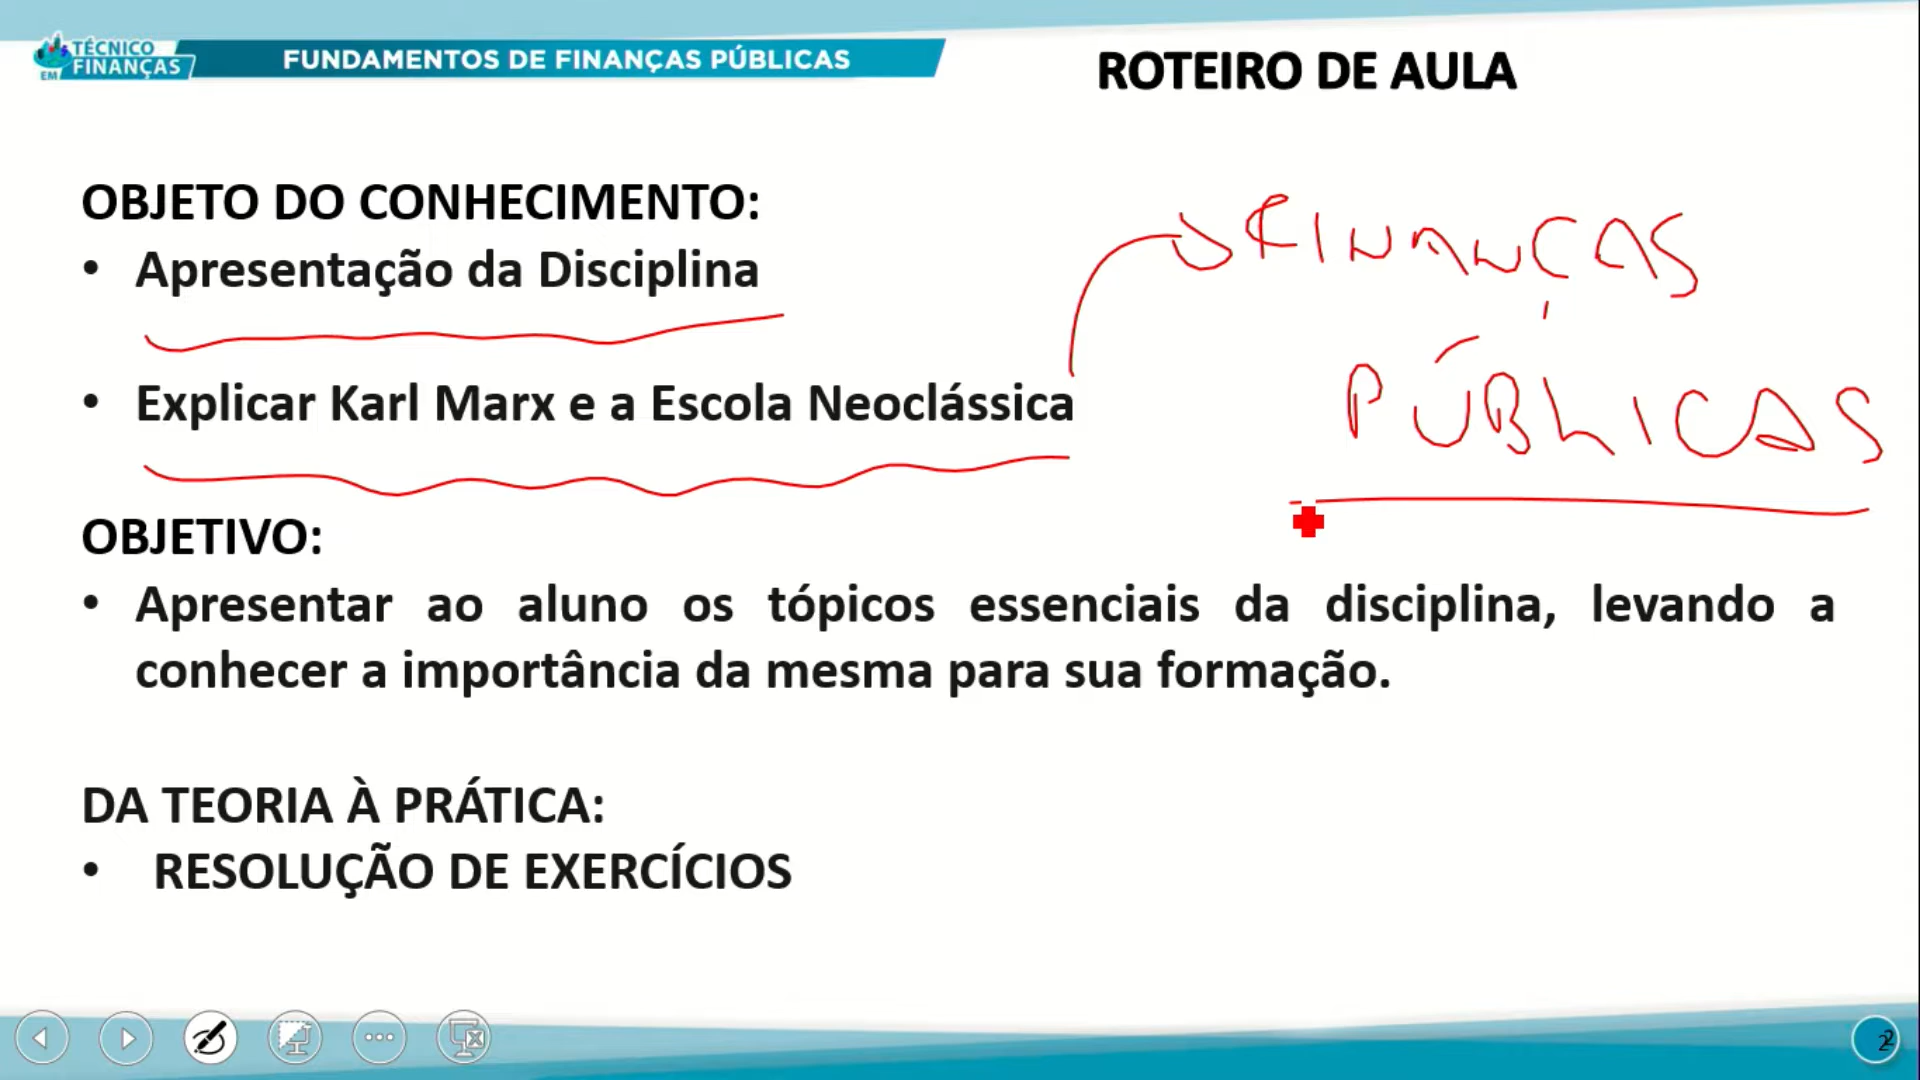 TÉCNICO
EM FINANÇAS
FUNDAMENTOS DE FINANÇAS PÚBLICAS
ROTEIRO DE AULA
OBJETO DO CONHECIMENTO:
• Apresentação da Disciplina
• Explicar Karl Marx e a Escola Neoclássica
FINANÇAS
PÚBLICAS
OBJETIVO:
• Apresentar ao aluno os tópicos essenciais da disciplina, levando a
conhecer a importância da mesma para sua formação.
DA TEORIA À PRÁTICA:
• RESOLUÇÃO DE EXERCÍCIOS
2